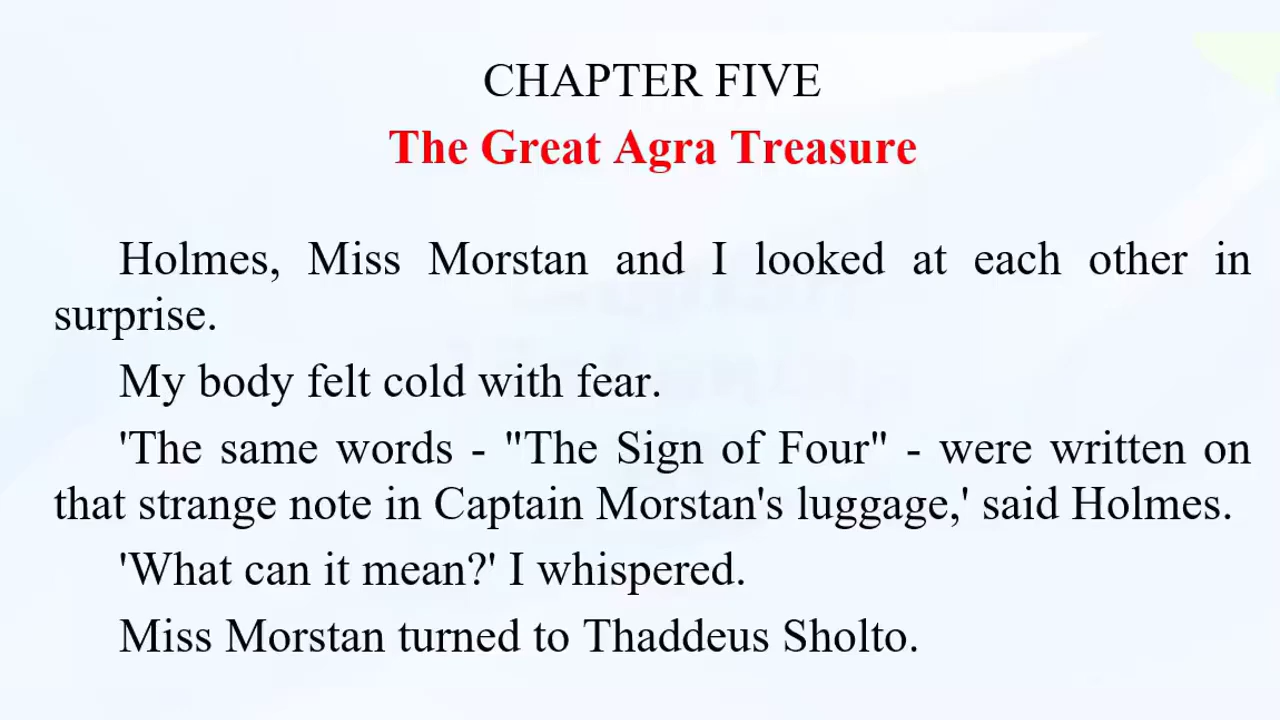 CHAPTER FIVE
The Great Agra Treasure
Holmes, Miss Morstan and I looked at each other in
surprise.
My body felt cold with fear.
'The same words - "The Sign of Four" - were written on
that strange note in Captain Morstan's luggage,' said Holmes.
'What can it mean?' I whispered.
Miss Morstan turned to Thaddeus Sholto.